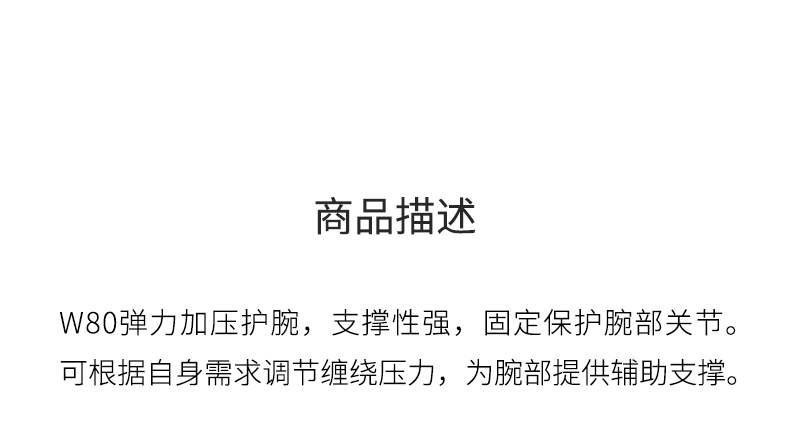 商品描述
W80弹力加压护腕，支撑性强，固定保护腕部关节。
可根据自身需求调节缠绕压力，为腕部提供辅助支撑。